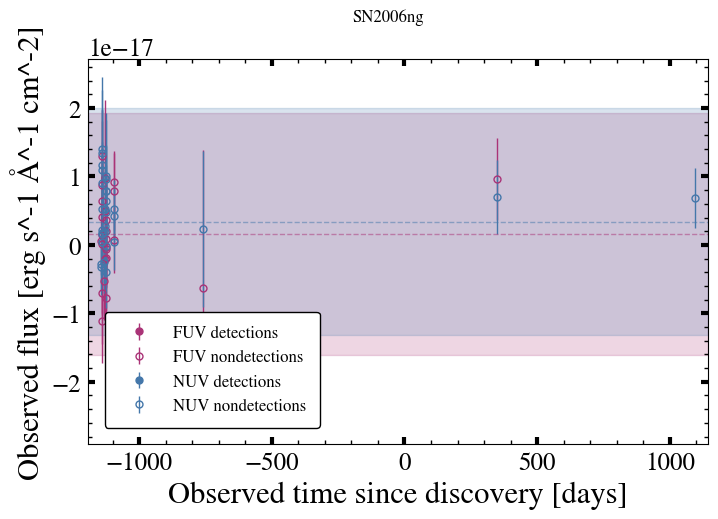 SN2006ng
1e−17
2
1
0
−1
−2
Observed flux [erg s^-1 Å^-1 cm^-2]
FUV detections
FUV nondetections
NUV detections
NUV nondetections
−1000 −500 0 500 1000
Observed time since discovery [days]